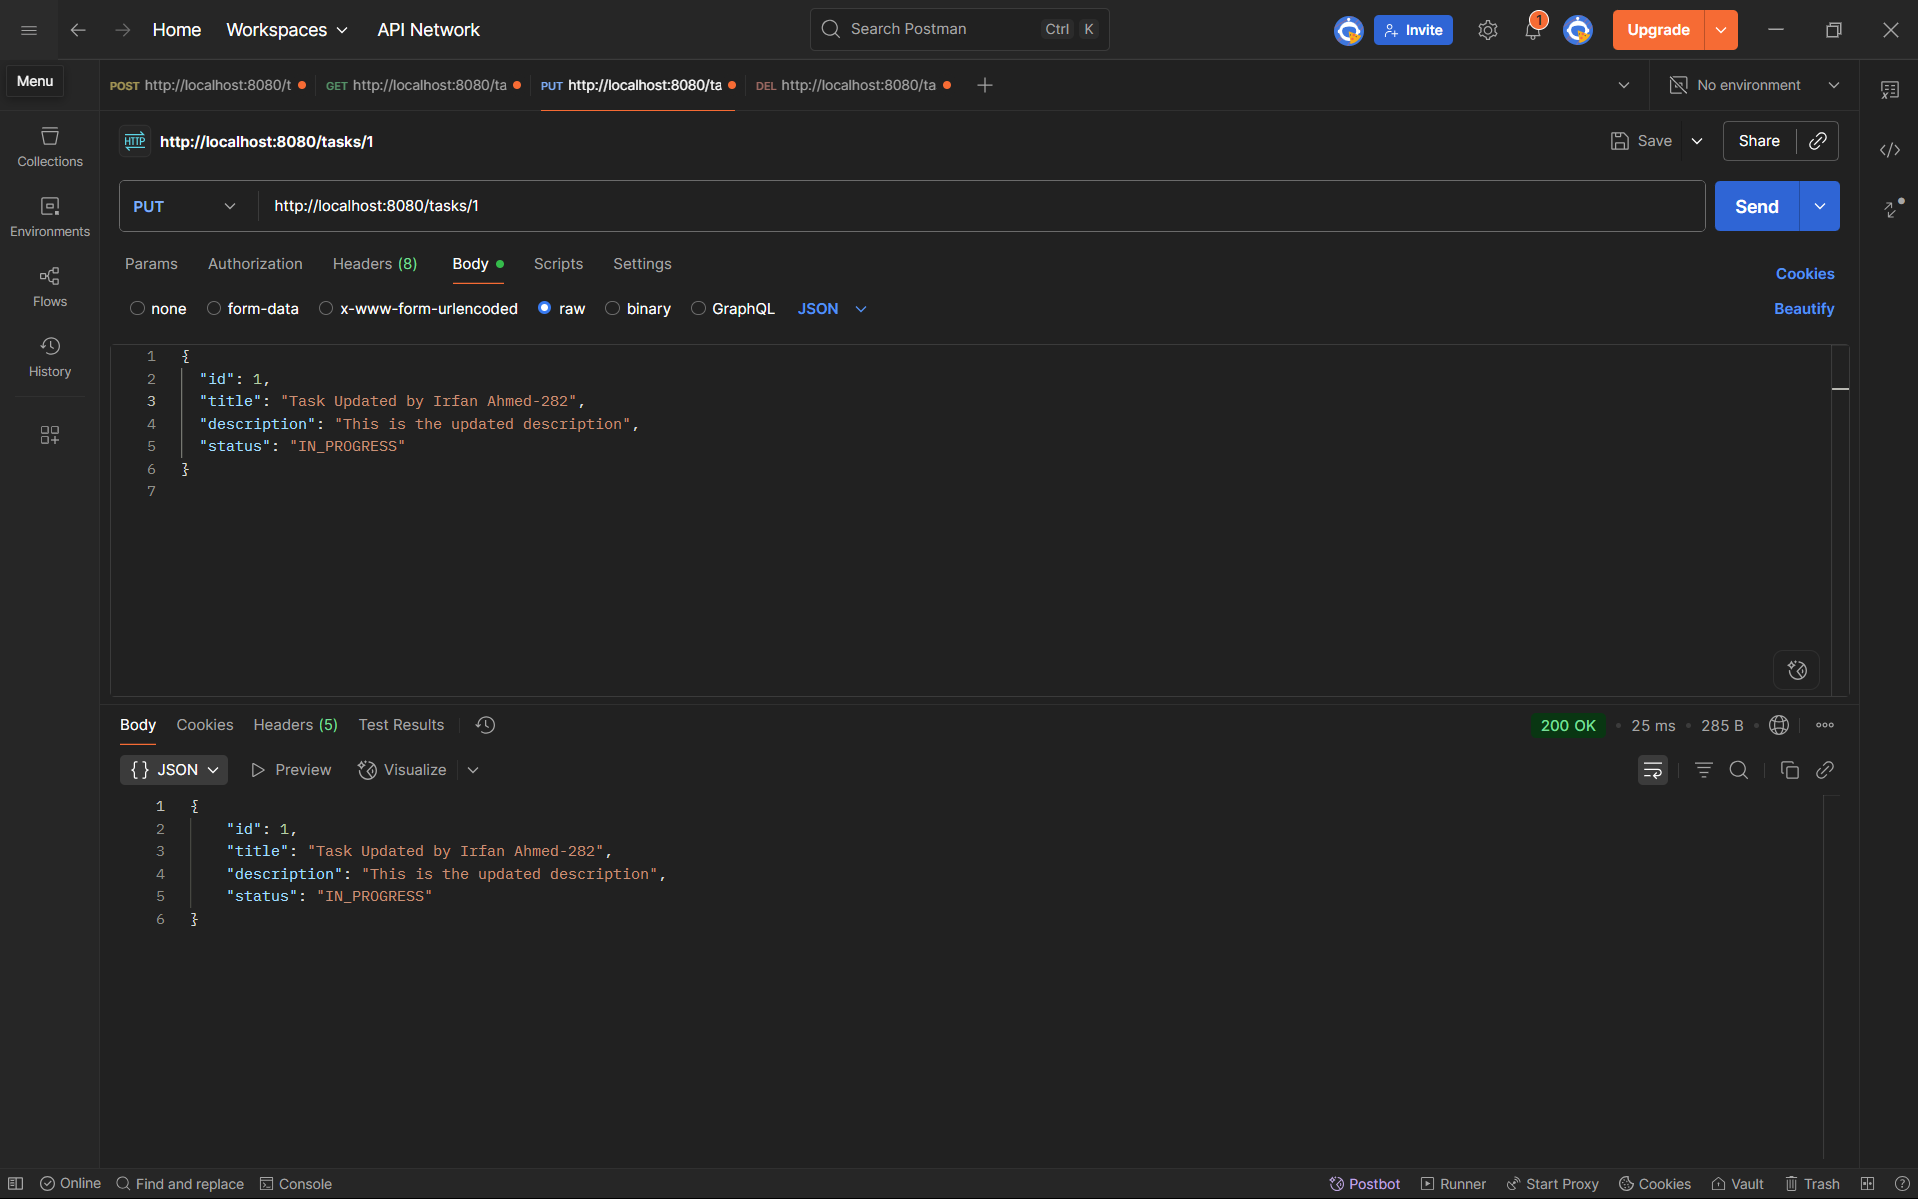 Home Workspaces API Network Search Postman Ctrl K Invite 1 Upgrade
Menu
POST http://localhost:8080/t GET http://localhost:8080/ta PUT http://localhost:8080/ta DEL http://localhost:8080/ta No environment
HTTP http://localhost:8080/tasks/1 Save Share
Collections
PUT http://localhost:8080/tasks/1 Send
Environments
Params Authorization Headers (8) Body Scripts Settings Cookies
Flows
none form-data x-www-form-urlencoded raw binary GraphQL JSON Beautify
History
1 {
2 "id": 1,
3 "title": "Task Updated by Irfan Ahmed-282",
4 "description": "This is the updated description",
5 "status": "IN_PROGRESS"
6 }
7
Body Cookies Headers (5) Test Results 200 OK • 25 ms • 285 B •
{} JSON Preview Visualize
1 {
2 "id": 1,
3 "title": "Task Updated by Irfan Ahmed-282",
4 "description": "This is the updated description",
5 "status": "IN_PROGRESS"
6 }
Online Find and replace Console Postbot Runner Start Proxy Cookies Vault Trash